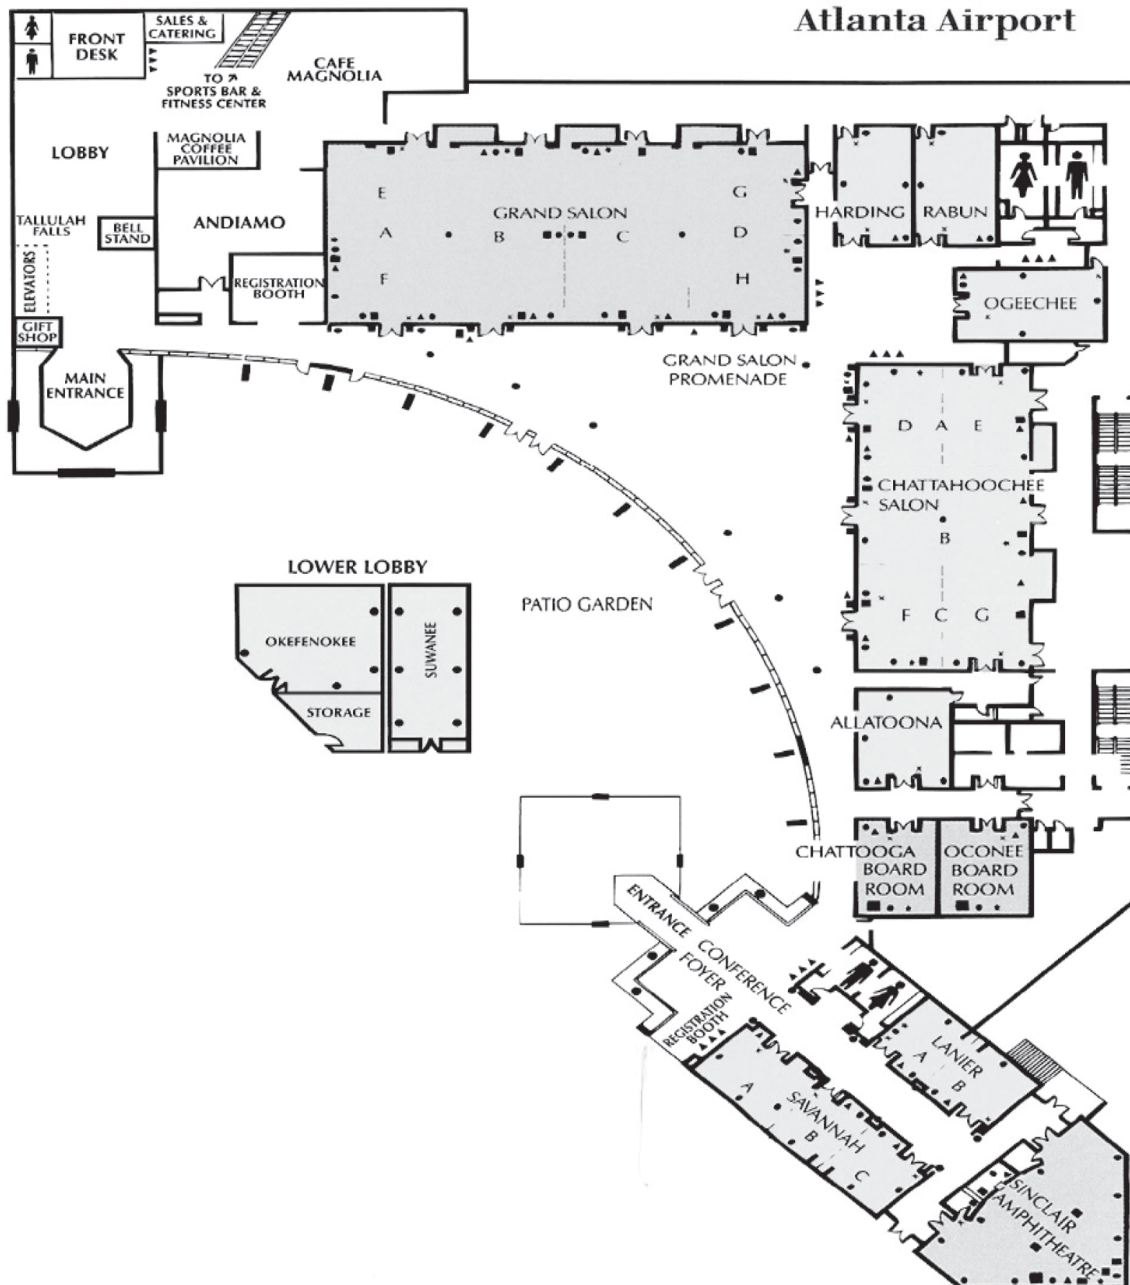 Atlanta Airport
SALES &
CATERING
FRONT
DESK
CAFE
MAGNOLIA
TO
SPORTS BAR &
FITNESS CENTER
LOBBY
MAGNOLIA
COFFEE
PAVILION
TALLULAH
FALLS
BELL
STAND
ANDIAMO
ELEVATORS
REGISTRATION
BOOTH
GIFT
SHOP
MAIN
ENTRANCE
E
G
GRAND SALON
A
B
C
D
F
H
HARDING
RABUN
OGEECHEE
GRAND SALON
PROMENADE
D A E
CHATTAHOOCHEE
SALON
B
F C G
LOWER LOBBY
OKEFENOKEE
SUWANEE
STORAGE
PATIO GARDEN
ALLATOONA
CHATTOOGA
BOARD
ROOM
OCONEE
BOARD
ROOM
ENTRANCE
CONFERENCE
FOYER
REGISTRATION
BOOTH
LANIER
A
B
SAVANNAH
A
B
C
SINCLAIR
AMPHITHEATRE